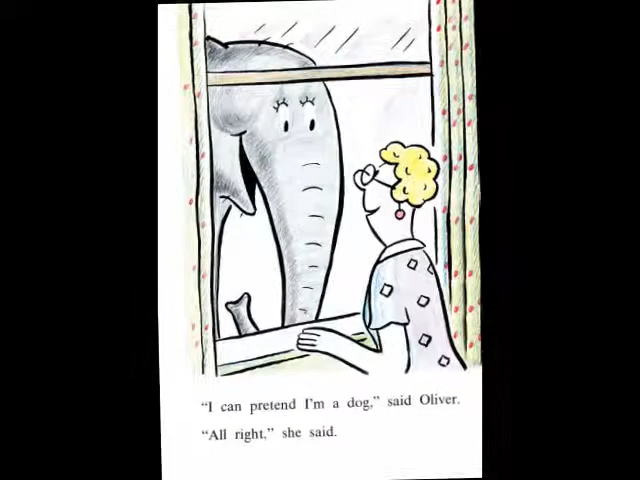 “I can pretend I'm a dog,” said Oliver.
“All right,” she said.